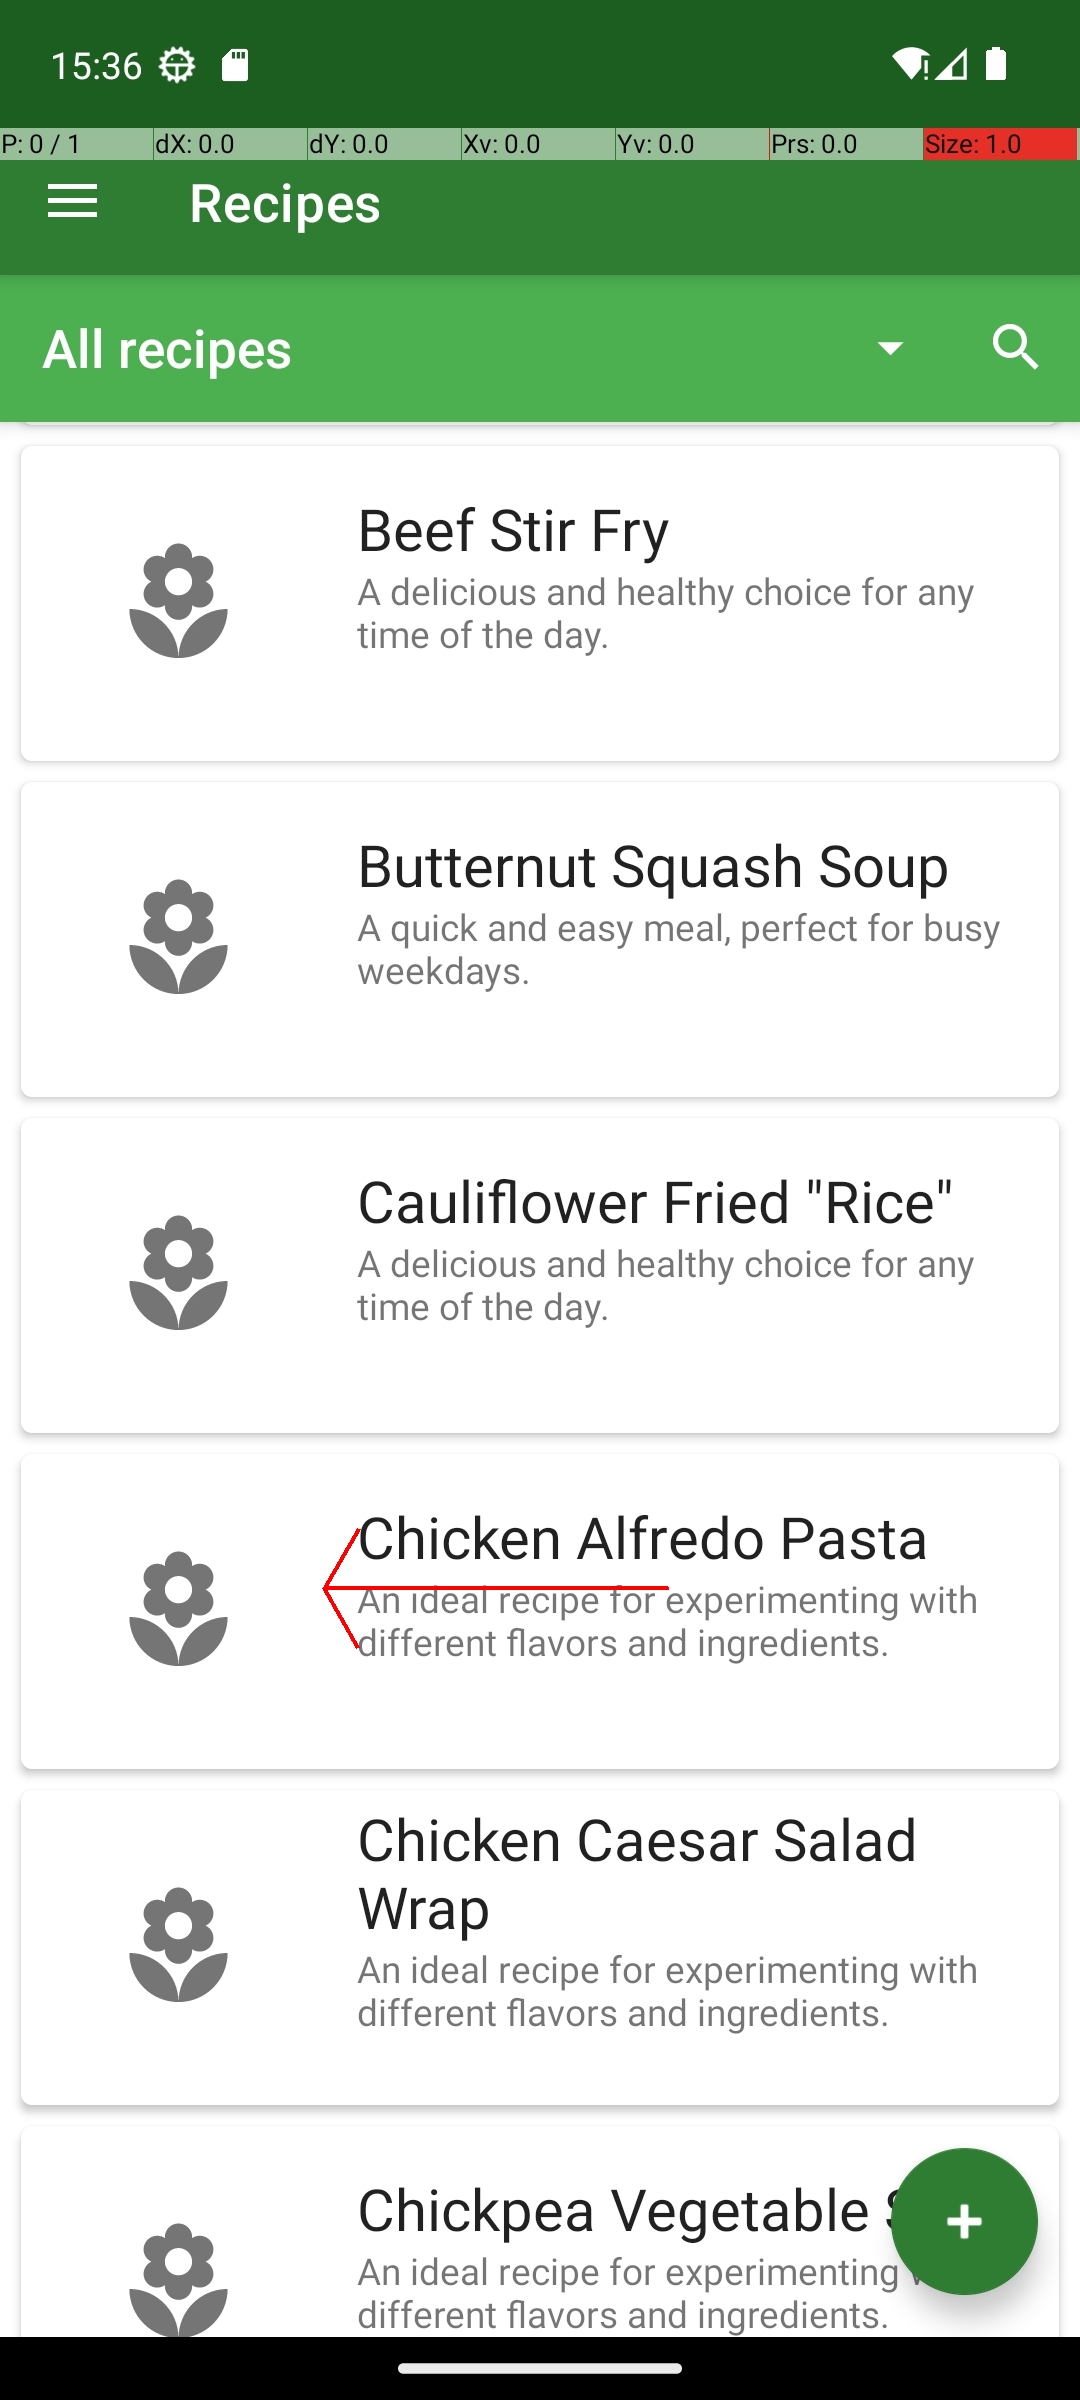 15:36
P: 0 / 1 dX: 0.0 dY: 0.0 Xv: 0.0 Yv: 0.0 Prs: 0.0 Size: 1.0
Recipes
All recipes
Beef Stir Fry
A delicious and healthy choice for any
time of the day.
Butternut Squash Soup
A quick and easy meal, perfect for busy
weekdays.
Cauliflower Fried "Rice"
A delicious and healthy choice for any
time of the day.
Chicken Alfredo Pasta
An ideal recipe for experimenting with
different flavors and ingredients.
Chicken Caesar Salad
Wrap
An ideal recipe for experimenting with
different flavors and ingredients.
Chickpea Vegetable
An ideal recipe for experimenting
different flavors and ingredients.